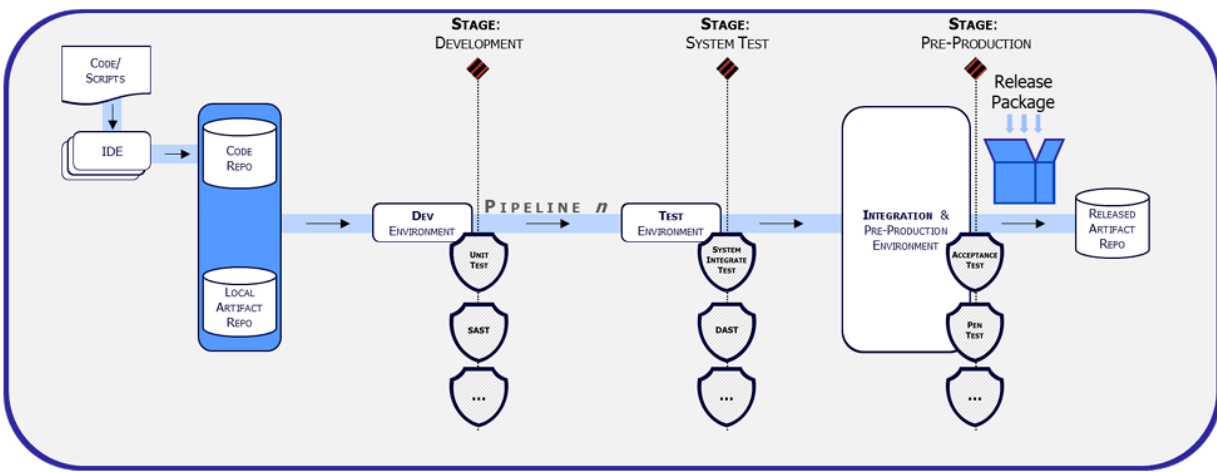 STAGE:
DEVELOPMENT
STAGE:
SYSTEM TEST
STAGE:
PRE-PRODUCTION
CODE/
SCRIPTS
IDE
CODE
REPO
LOCAL
ARTIFACT
REPO
DEV
ENVIRONMENT
PIPELINE n
TEST
ENVIRONMENT
INTEGRATION &
PRE-PRODUCTION
ENVIRONMENT
Release
Package
RELEASED
ARTIFACT
REPO
UNIT
TEST
SAST
...
SYSTEM
INTEGRATE
TEST
DAST
...
ACCEPTANCE
TEST
PEN
TEST
...